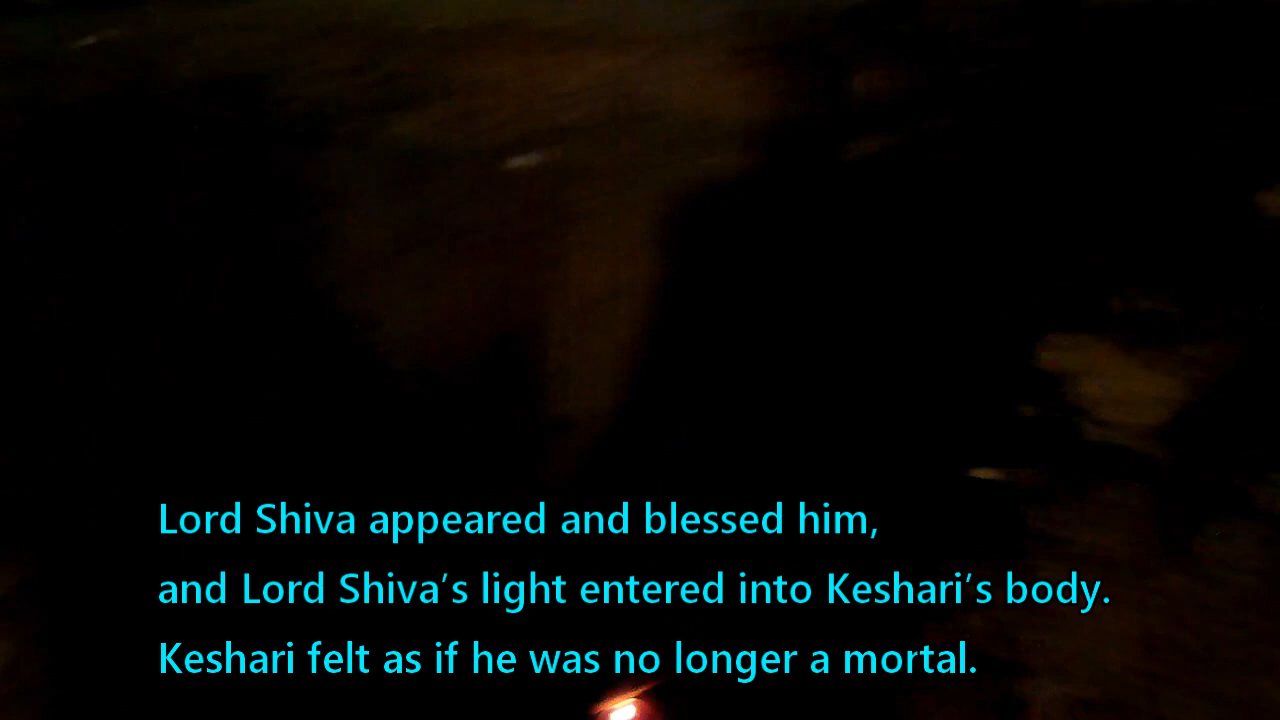 Lord Shiva appeared and blessed him,
and Lord Shiva's light entered into Keshari's body.
Keshari felt as if he was no longer a mortal.